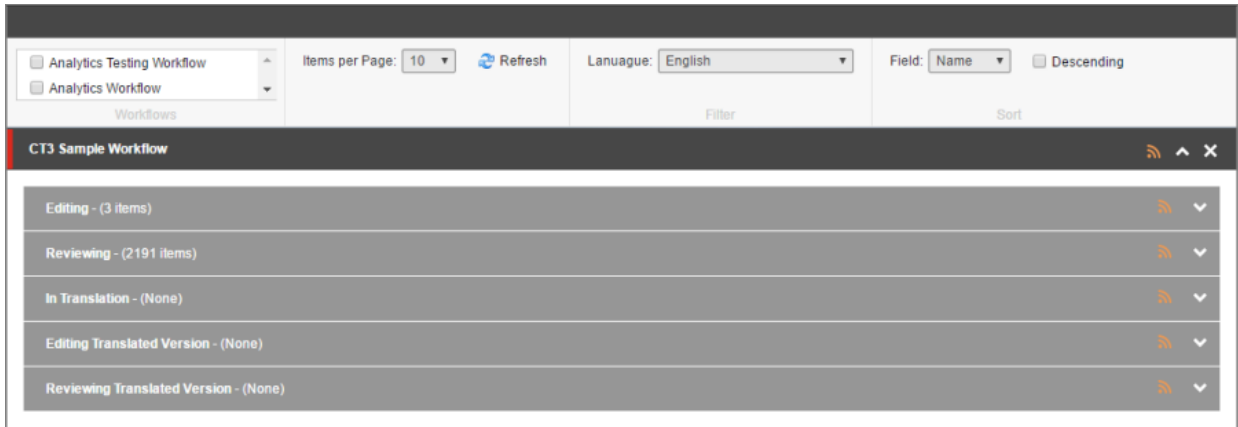 Analytics Testing Workflow
Analytics Workflow
Workflows
Items per Page: 10 Refresh
Lanuague: English
Filter
Field: Name Descending
Sort
CT3 Sample Workflow
Editing - (3 items)
Reviewing - (2191 items)
In Translation - (None)
Editing Translated Version - (None)
Reviewing Translated Version - (None)